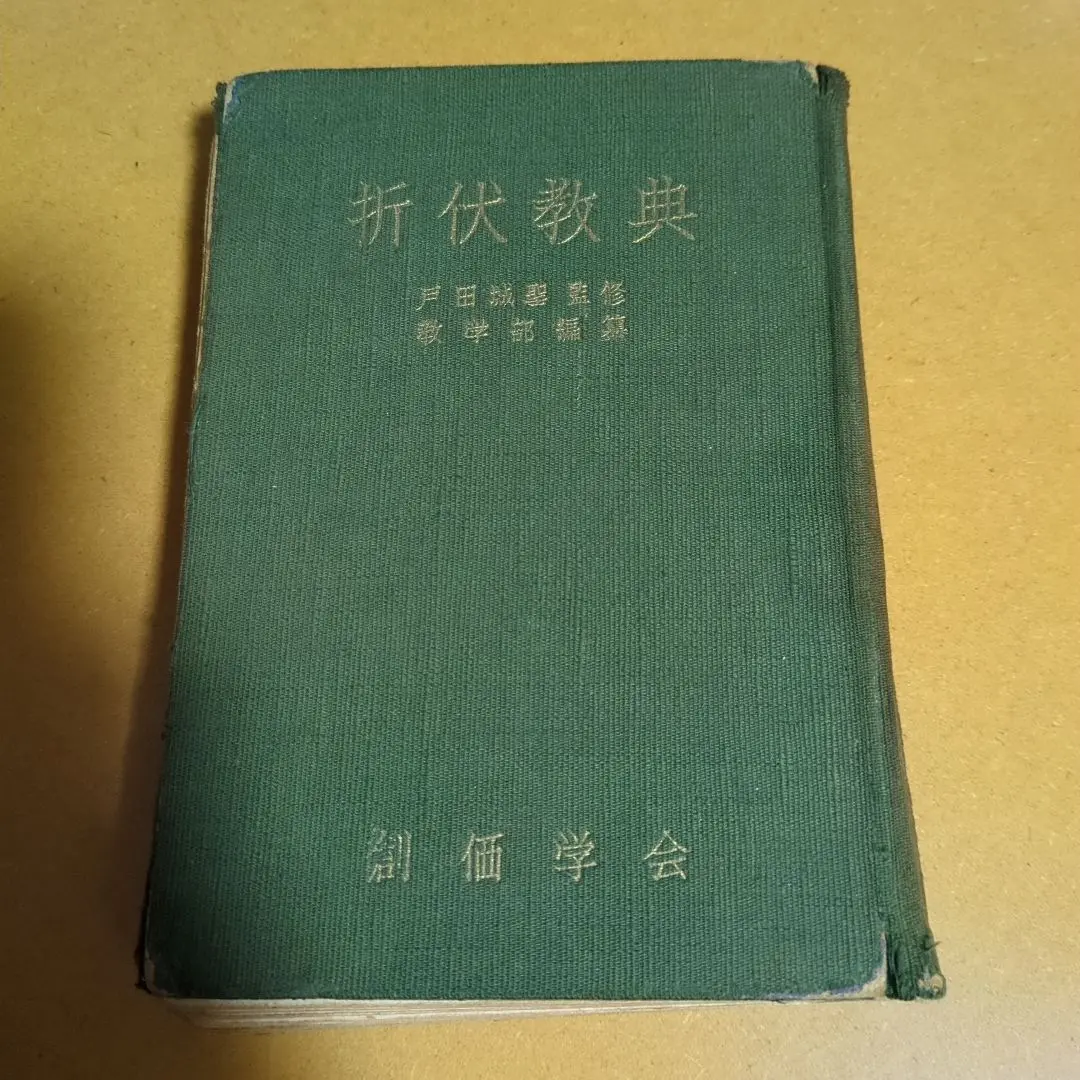 折伏教典
戸田城聖監修
教学部編纂
創価学会